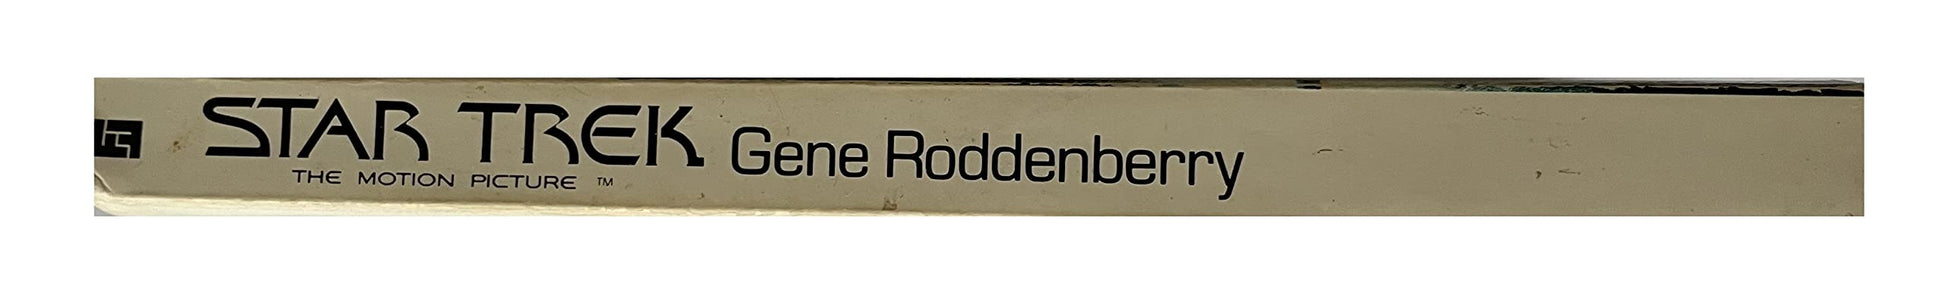 STAR TREK
THE MOTION PICTURE ™
Gene Roddenberry